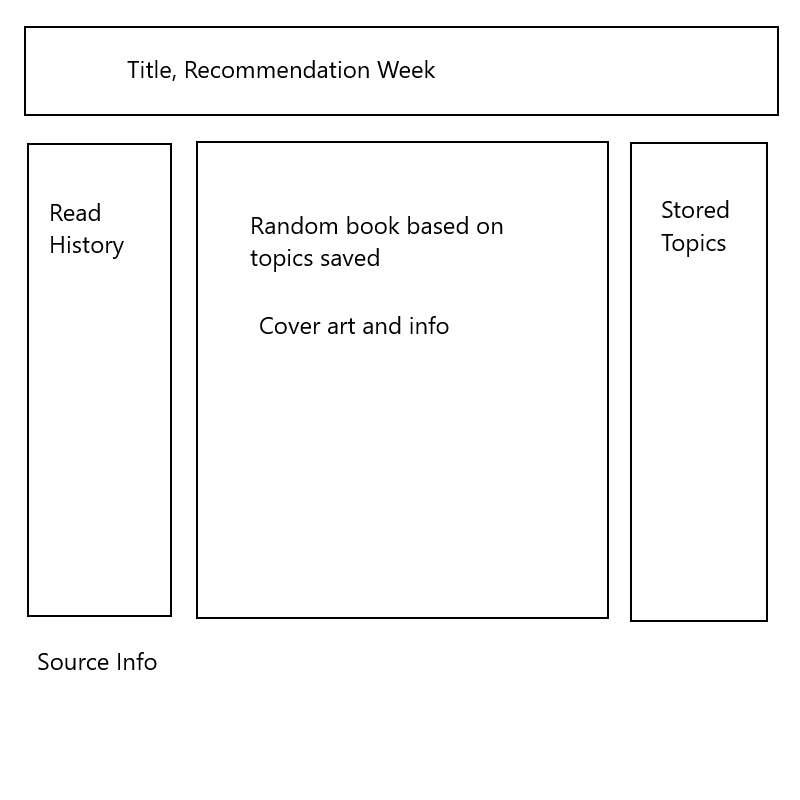 Title, Recommendation Week
Read
History
Random book based on
topics saved
Cover art and info
Stored
Topics
Source Info